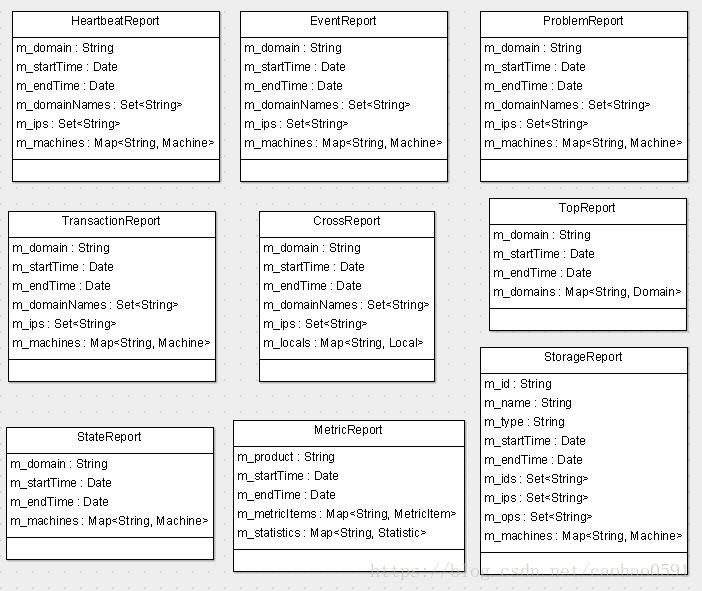 HeartbeatReport
m_domain : String
m_startTime : Date
m_endTime : Date
m_domainNames : Set<String>
m_ips : Set<String>
m_machines : Map<String, Machine>
EventReport
m_domain : String
m_startTime : Date
m_endTime : Date
m_domainNames : Set<String>
m_ips : Set<String>
m_machines : Map<String, Machine>
ProblemReport
m_domain : String
m_startTime : Date
m_endTime : Date
m_domainNames : Set<String>
m_ips : Set<String>
m_machines : Map<String, Machine>
TransactionReport
m_domain : String
m_startTime : Date
m_endTime : Date
m_domainNames : Set<String>
m_ips : Set<String>
m_machines : Map<String, Machine>
CrossReport
m_domain : String
m_startTime : Date
m_endTime : Date
m_domainNames : Set<String>
m_ips : Set<String>
m_locals : Map<String, Local>
TopReport
m_domain : String
m_startTime : Date
m_endTime : Date
m_domains : Map<String, Domain>
StateReport
m_domain : String
m_startTime : Date
m_endTime : Date
m_machines : Map<String, Machine>
MetricReport
m_product : String
m_startTime : Date
m_endTime : Date
m_metricItems : Map<String, MetricItem>
m_statistics : Map<String, Statistic>
StorageReport
m_id : String
m_name : String
m_type : String
m_startTime : Date
m_endTime : Date
m_ids : Set<String>
m_ips : Set<String>
m_ops : Set<String>
m_machines : Map<String, Machine>
https://blog.csdn.net/caohao0591